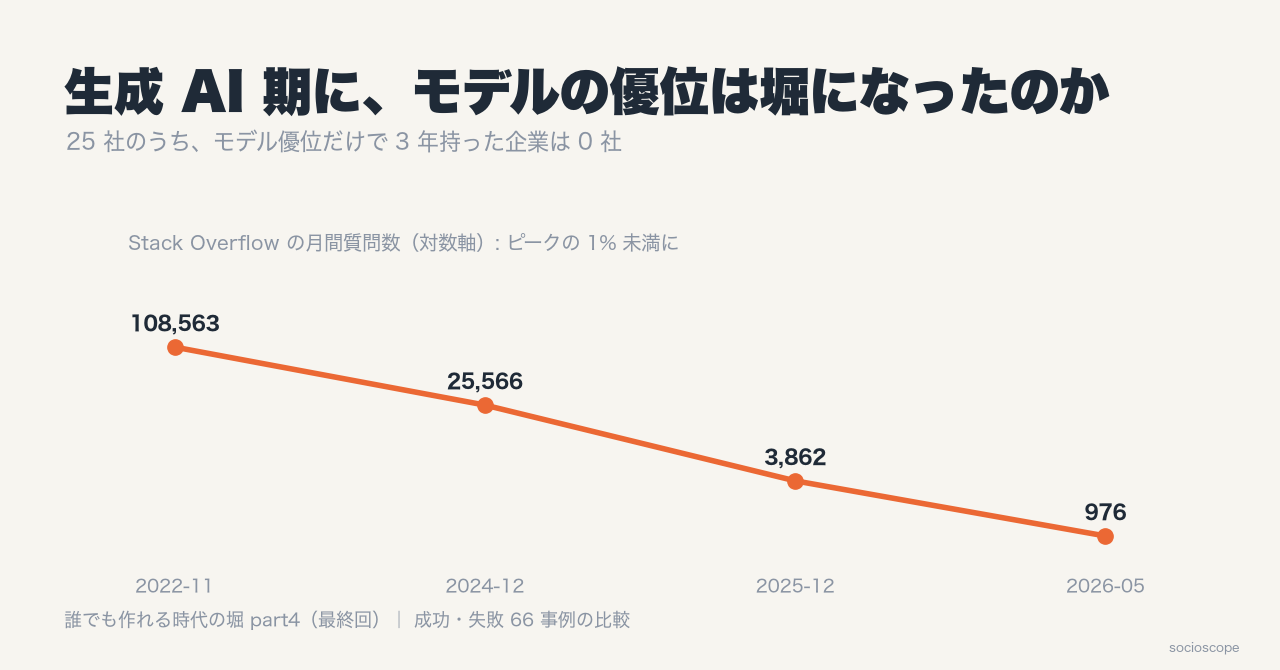 生成 AI 期に、モデルの優位は堀になったのか
25 社のうち、モデル優位だけで 3 年持った企業は 0 社
Stack Overflow の月間質問数（対数軸）: ピークの 1% 未満に
108,563
25,566
3,862
976
2022-11
2024-12
2025-12
2026-05
誰でも作れる時代の堀 part4（最終回）｜ 成功・失敗 66 事例の比較
socioscope